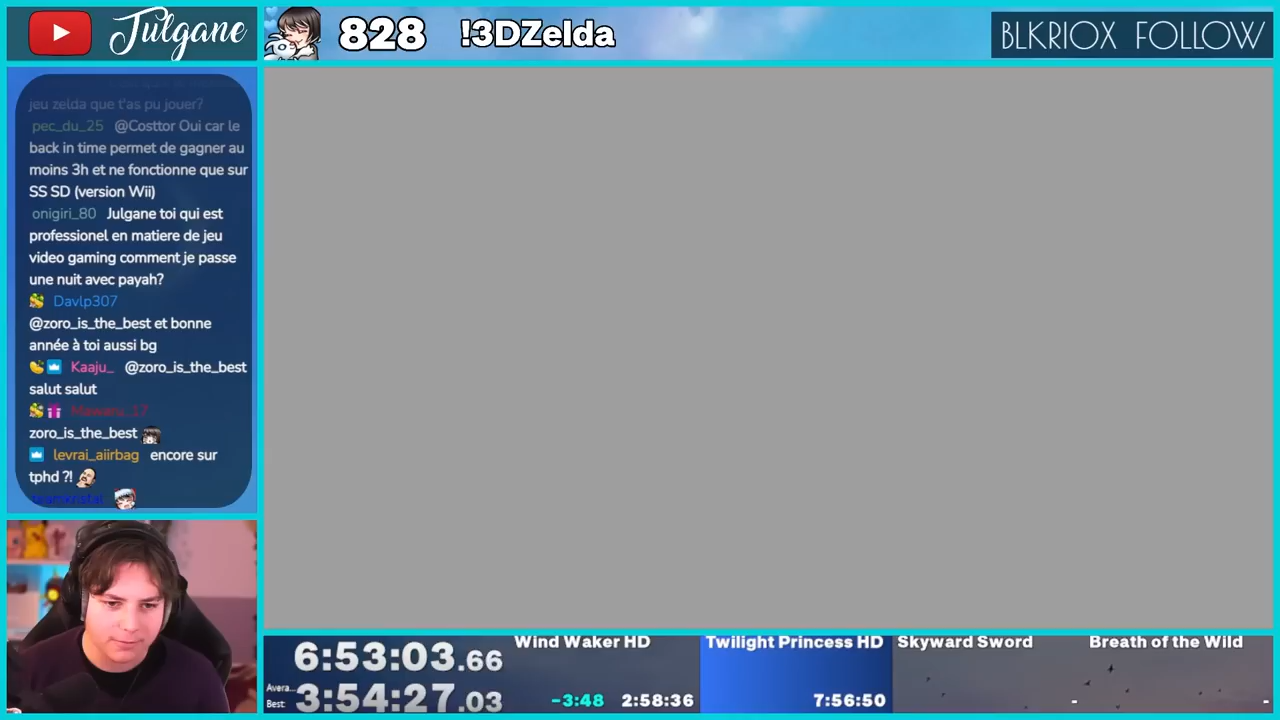 Julgane
828
!3DZelda
BLKRIOX FOLLOW
jeu zelda que t'as pu jouer?
pec_du_25 @Costtor Oui car le
back in time permet de gagner au
moins 3h et ne fonctionne que sur
SS SD (version Wii)
onigiri_80 Julgane toi qui est
professionel en matiere de jeu
video gaming comment je passe
une nuit avec payah?
Davlp307
@zoro_is_the_best et bonne
année à toi aussi bg
Kaaju_ @zoro_is_the_best
salut salut
zoro_is_the_best
levrai_aiirbag encore sur
tphd ?!
6:53:03.66
Avera...
Best:
3:54:27.03
Wind Waker HD
-3:48 2:58:36
Twilight Princess HD
7:56:50
Skyward Sword
-
Breath of the Wild
-